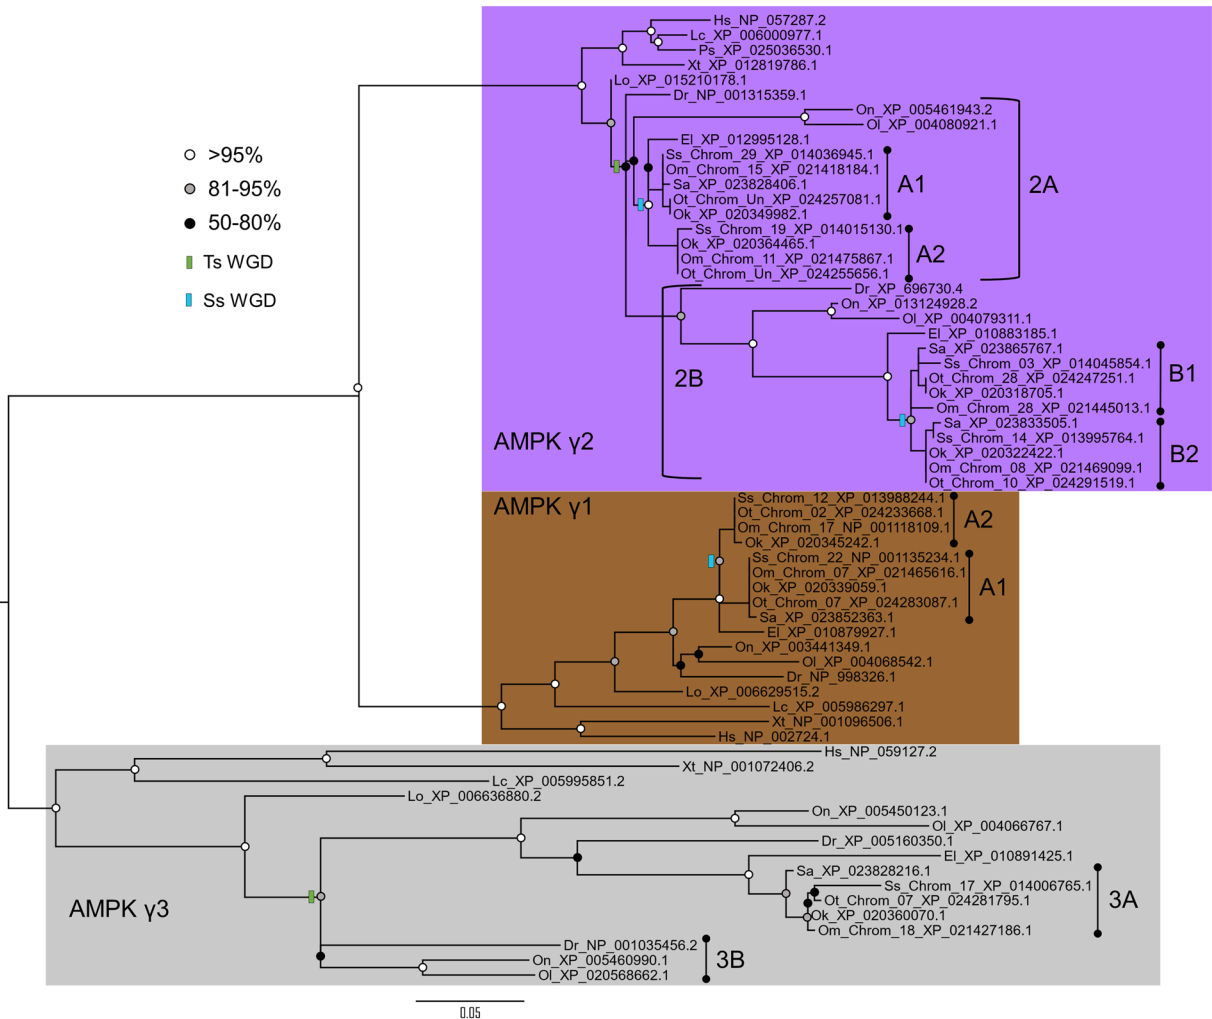 >95%
81-95%
50-80%
Ts WGD
Ss WGD
Hs_NP_057287.2
Lc_XP_006000977.1
Ps_XP_025036530.1
Xt_XP_012819786.1
Lo_XP_015210178.1
Dr_NP_001315359.1
On_XP_005461943.2
Ol_XP_004080921.1
El_XP_012995128.1
Ss_Chrom_29_XP_014036945.1
Om_Chrom_15_XP_021418184.1
Sa_XP_023828406.1
Ot_Chrom_Un_XP_024257081.1
Ok_XP_020349982.1
A1
Ss_Chrom_19_XP_014015130.1
Ok_XP_020364465.1
Om_Chrom_11_XP_021475867.1
Ot_Chrom_Un_XP_024255656.1
A2
2A
Dr_XP_696730.4
On_XP_013124928.2
Ol_XP_004079311.1
El_XP_010883185.1
Sa_XP_023865767.1
Ss_Chrom_03_XP_014045854.1
Ot_Chrom_28_XP_024247251.1
Ok_XP_020318705.1
Om_Chrom_28_XP_021445013.1
B1
Sa_XP_023833505.1
Ss_Chrom_14_XP_013995764.1
Ok_XP_020322422.1
Om_Chrom_08_XP_021469099.1
Ot_Chrom_10_XP_024291519.1
B2
2B
AMPK γ2
AMPK γ1
Ss_Chrom_12_XP_013988244.1
Ot_Chrom_02_XP_024233668.1
Om_Chrom_17_NP_001118109.1
Ok_XP_020345242.1
A2
Ss_Chrom_22_NP_001135234.1
Om_Chrom_07_XP_021465616.1
Ok_XP_020339059.1
Ot_Chrom_07_XP_024283087.1
Sa_XP_023852363.1
A1
El_XP_010879927.1
On_XP_003441349.1
Ol_XP_004068542.1
Dr_NP_998326.1
Lo_XP_006629515.2
Lc_XP_005986297.1
Xt_NP_001096506.1
Hs_NP_002724.1
Hs_NP_059127.2
Xt_NP_001072406.2
Lc_XP_005995851.2
Lo_XP_006636880.2
On_XP_005450123.1
Ol_XP_004066767.1
Dr_XP_005160350.1
El_XP_010891425.1
Sa_XP_023828216.1
Ss_Chrom_17_XP_014006765.1
Ot_Chrom_07_XP_024281795.1
Ok_XP_020360070.1
Om_Chrom_18_XP_021427186.1
3A
AMPK γ3
Dr_NP_001035456.2
On_XP_005460990.1
Ol_XP_020568662.1
3B
0.05